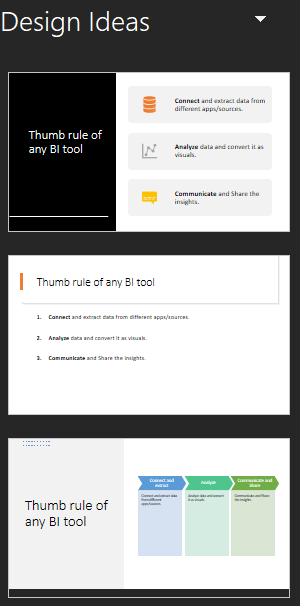 Design Ideas
Thumb rule of
any BI tool
Connect and extract data from
different apps/sources.
Analyze data and convert it as
visuals.
Communicate and Share the
insights.
Thumb rule of any BI tool
1. Connect and extract data from different apps/sources.
2. Analyze data and convert it as visuals.
3. Communicate and Share the insights.
Thumb rule of
any BI tool
Connect and
extract
Connect and extract data
from different
apps/sources.
Analyze
Analyze data and convert
it as visuals.
Communicate and
Share
Communicate and Share
the insights.